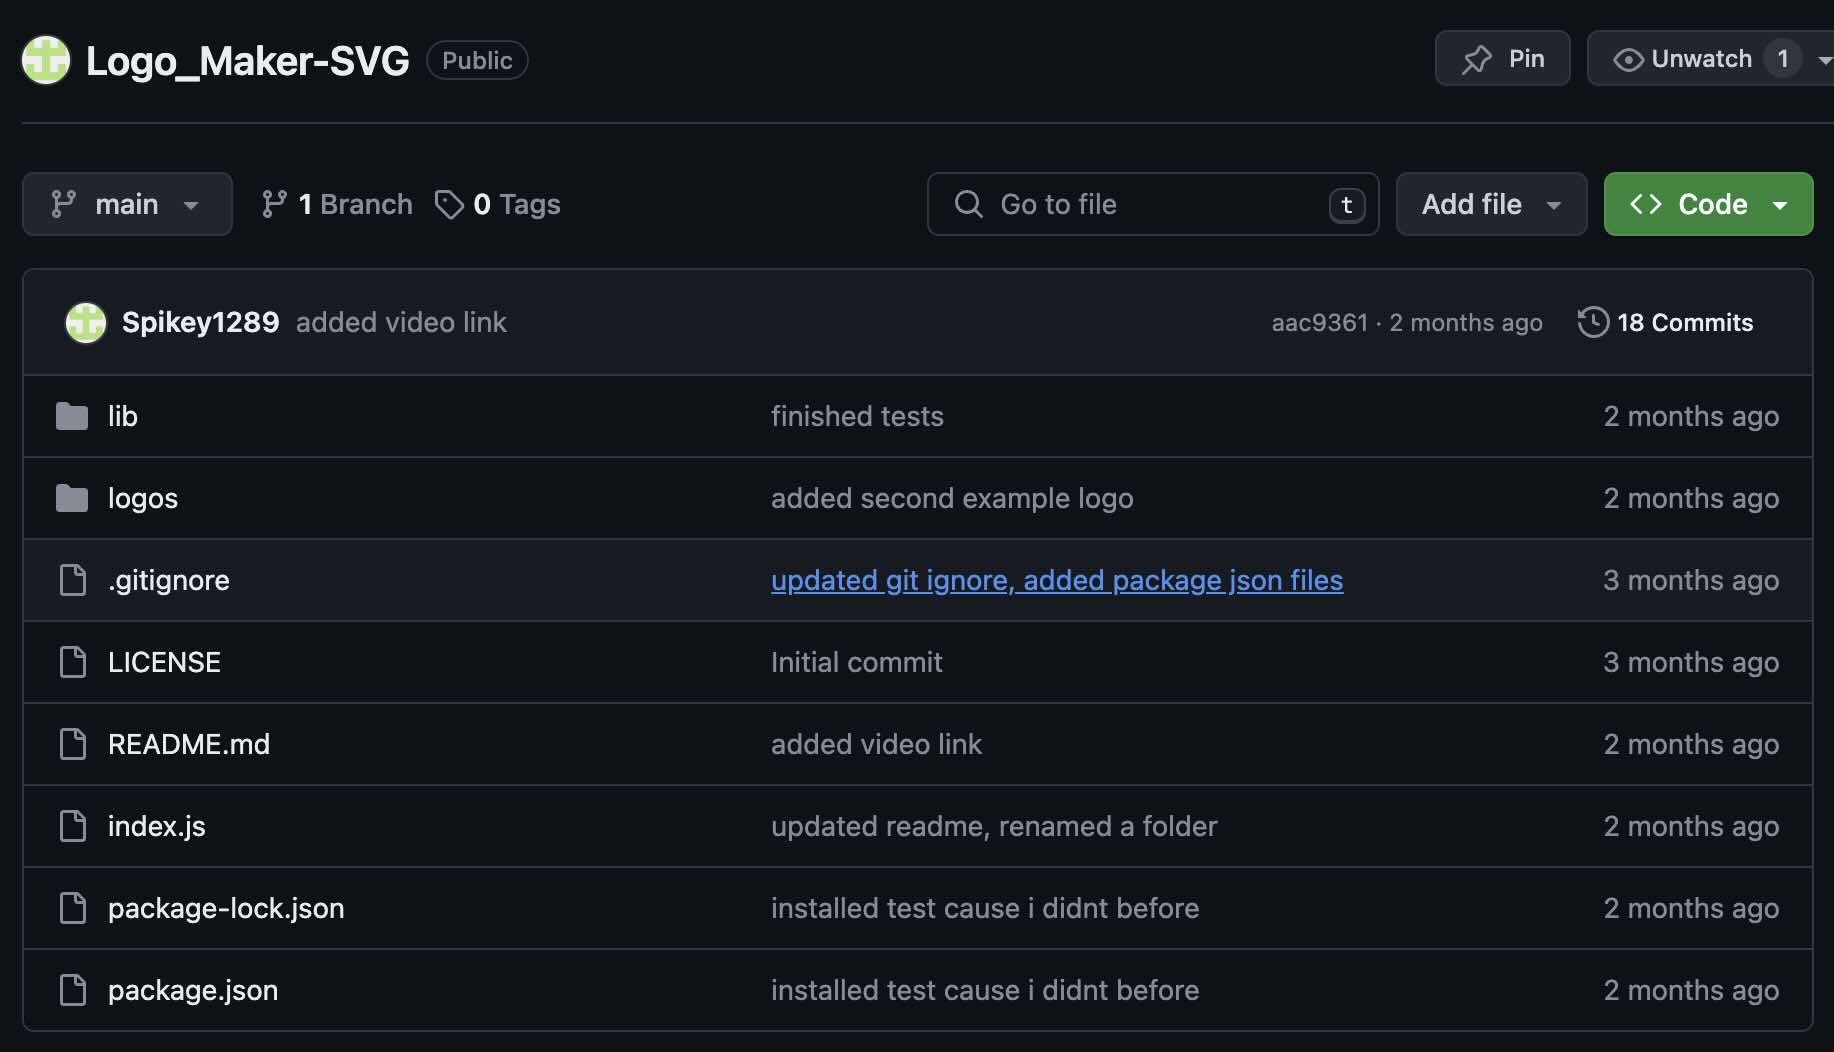 Logo_Maker-SVG Public Pin Unwatch 1
main 1 Branch 0 Tags Go to file t Add file Code
Spikey1289 added video link aac9361 · 2 months ago 18 Commits
lib finished tests 2 months ago
logos added second example logo 2 months ago
.gitignore updated git ignore, added package json files 3 months ago
LICENSE Initial commit 3 months ago
README.md added video link 2 months ago
index.js updated readme, renamed a folder 2 months ago
package-lock.json installed test cause i didnt before 2 months ago
package.json installed test cause i didnt before 2 months ago